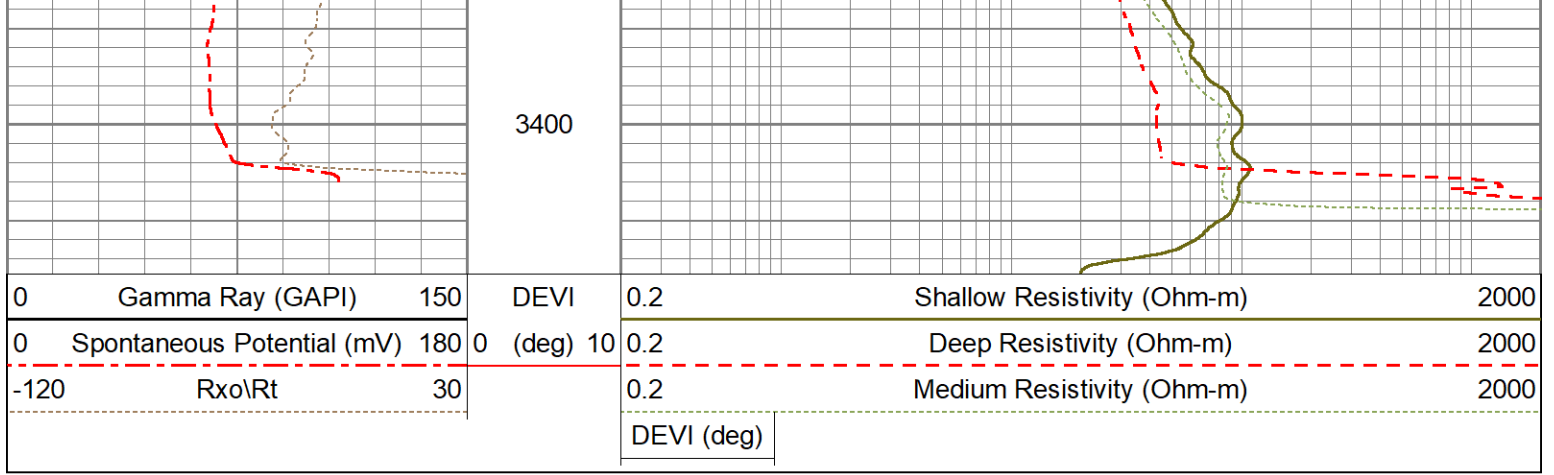 3400
0 Gamma Ray (GAPI) 150 DEVI 0.2 Shallow Resistivity (Ohm-m) 2000
0 Spontaneous Potential (mV) 180 0 (deg) 10 0.2 Deep Resistivity (Ohm-m) 2000
-120 Rxo\Rt 30 0.2 Medium Resistivity (Ohm-m) 2000
DEVI (deg)